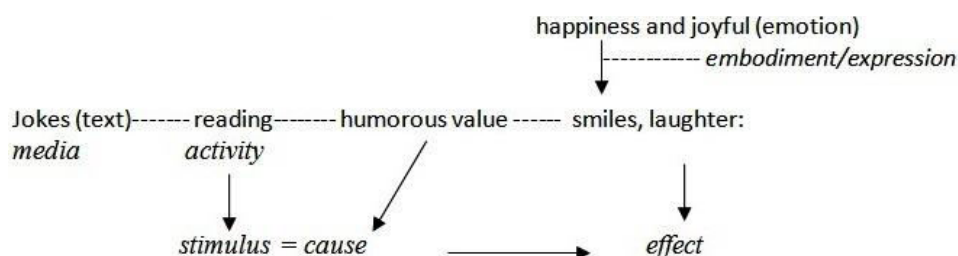 happiness and joyful (emotion)
------------ embodiment/expression
Jokes (text)------- reading-------- humorous value ------ smiles, laughter:
media activity
stimulus = cause effect